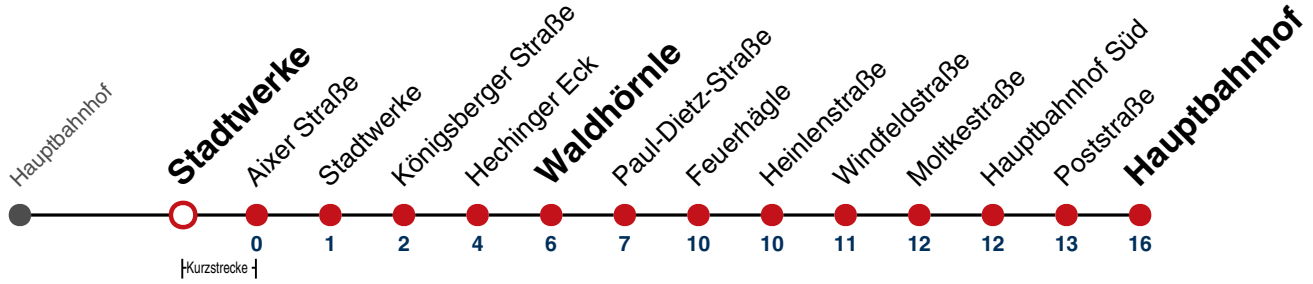 Hauptbahnhof
Stadtwerke
Aixer Straße
Stadtwerke
Königsberger Straße
Hechinger Eck
Waldhörnle
Paul-Dietz-Straße
Feuerhägle
Heinlenstraße
Windfeldstraße
Moltkestraße
Hauptbahnhof Süd
Poststraße
Hauptbahnhof
0 1 2 4 6 7 10 10 11 12 12 13 16
Kurzstrecke